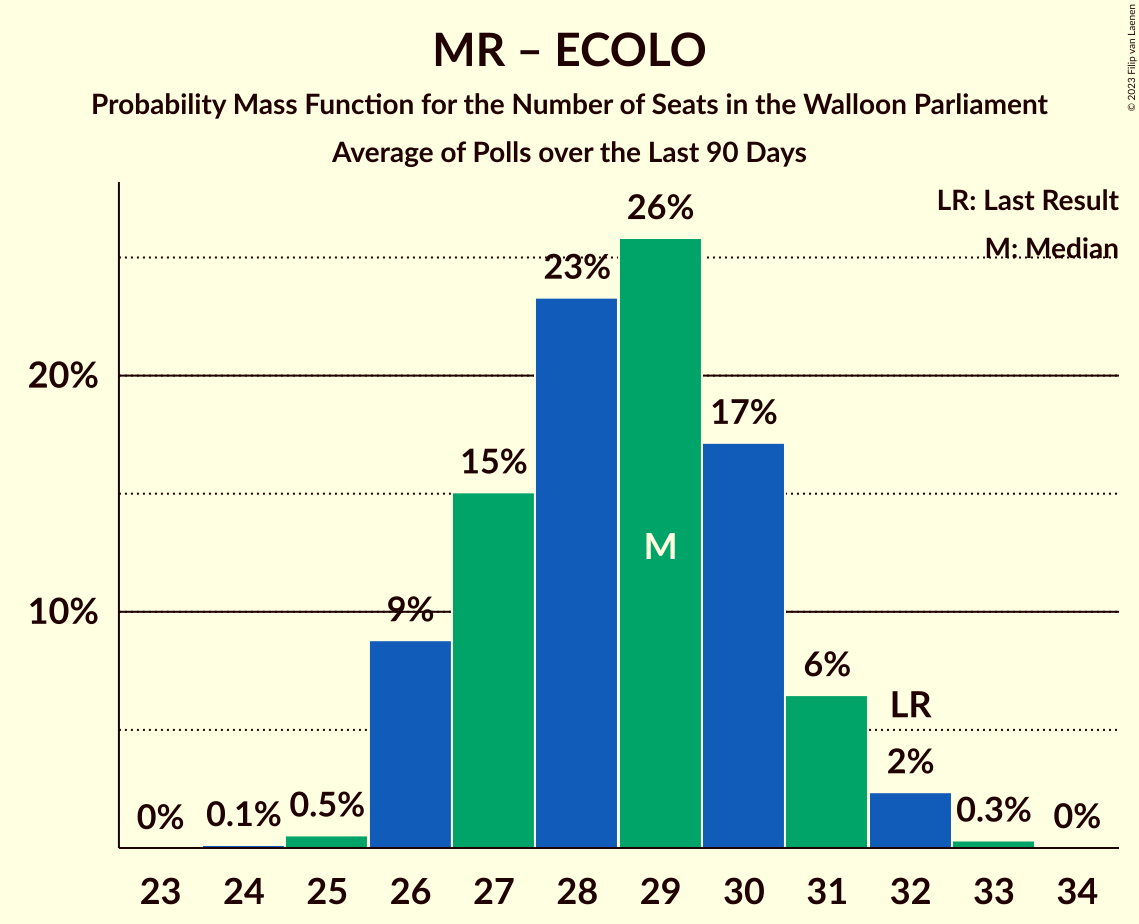 MR – ECOLO
Probability Mass Function for the Number of Seats in the Walloon Parliament
Average of Polls over the Last 90 Days
© 2023 Filip van Laenen
LR: Last Result
M: Median
20%
10%
0%
0.1%
0.5%
9%
15%
23%
26%
M
17%
6%
LR
2%
0.3%
0%
23 24 25 26 27 28 29 30 31 32 33 34